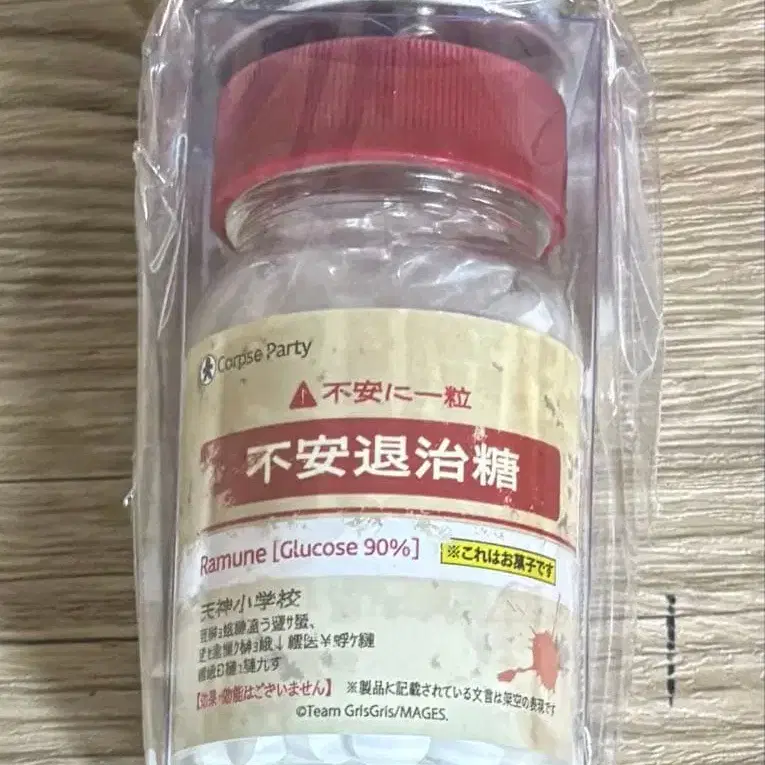 Corpse Party
不安に一粒
不安退治糖
Ramune [Glucose 90%]
※これはお菓子です
天神小学校
【効果・効能はございません】 ※製品に記載されている文言は架空の表現です
©Team GrisGris/MAGES.